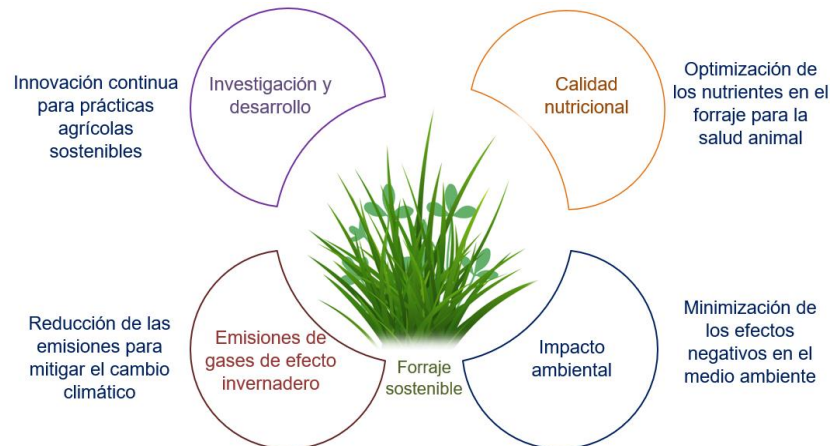 Innovación continua
para prácticas
agrícolas
sostenibles
Investigación y
desarrollo
Calidad
nutricional
Optimización de
los nutrientes en el
forraje para la
salud animal
Reducción de las
emisiones para
mitigar el cambio
climático
Emisiones de
gases de efecto
invernadero
Forraje
sostenible
Impacto
ambiental
Minimización de
los efectos
negativos en el
medio ambiente